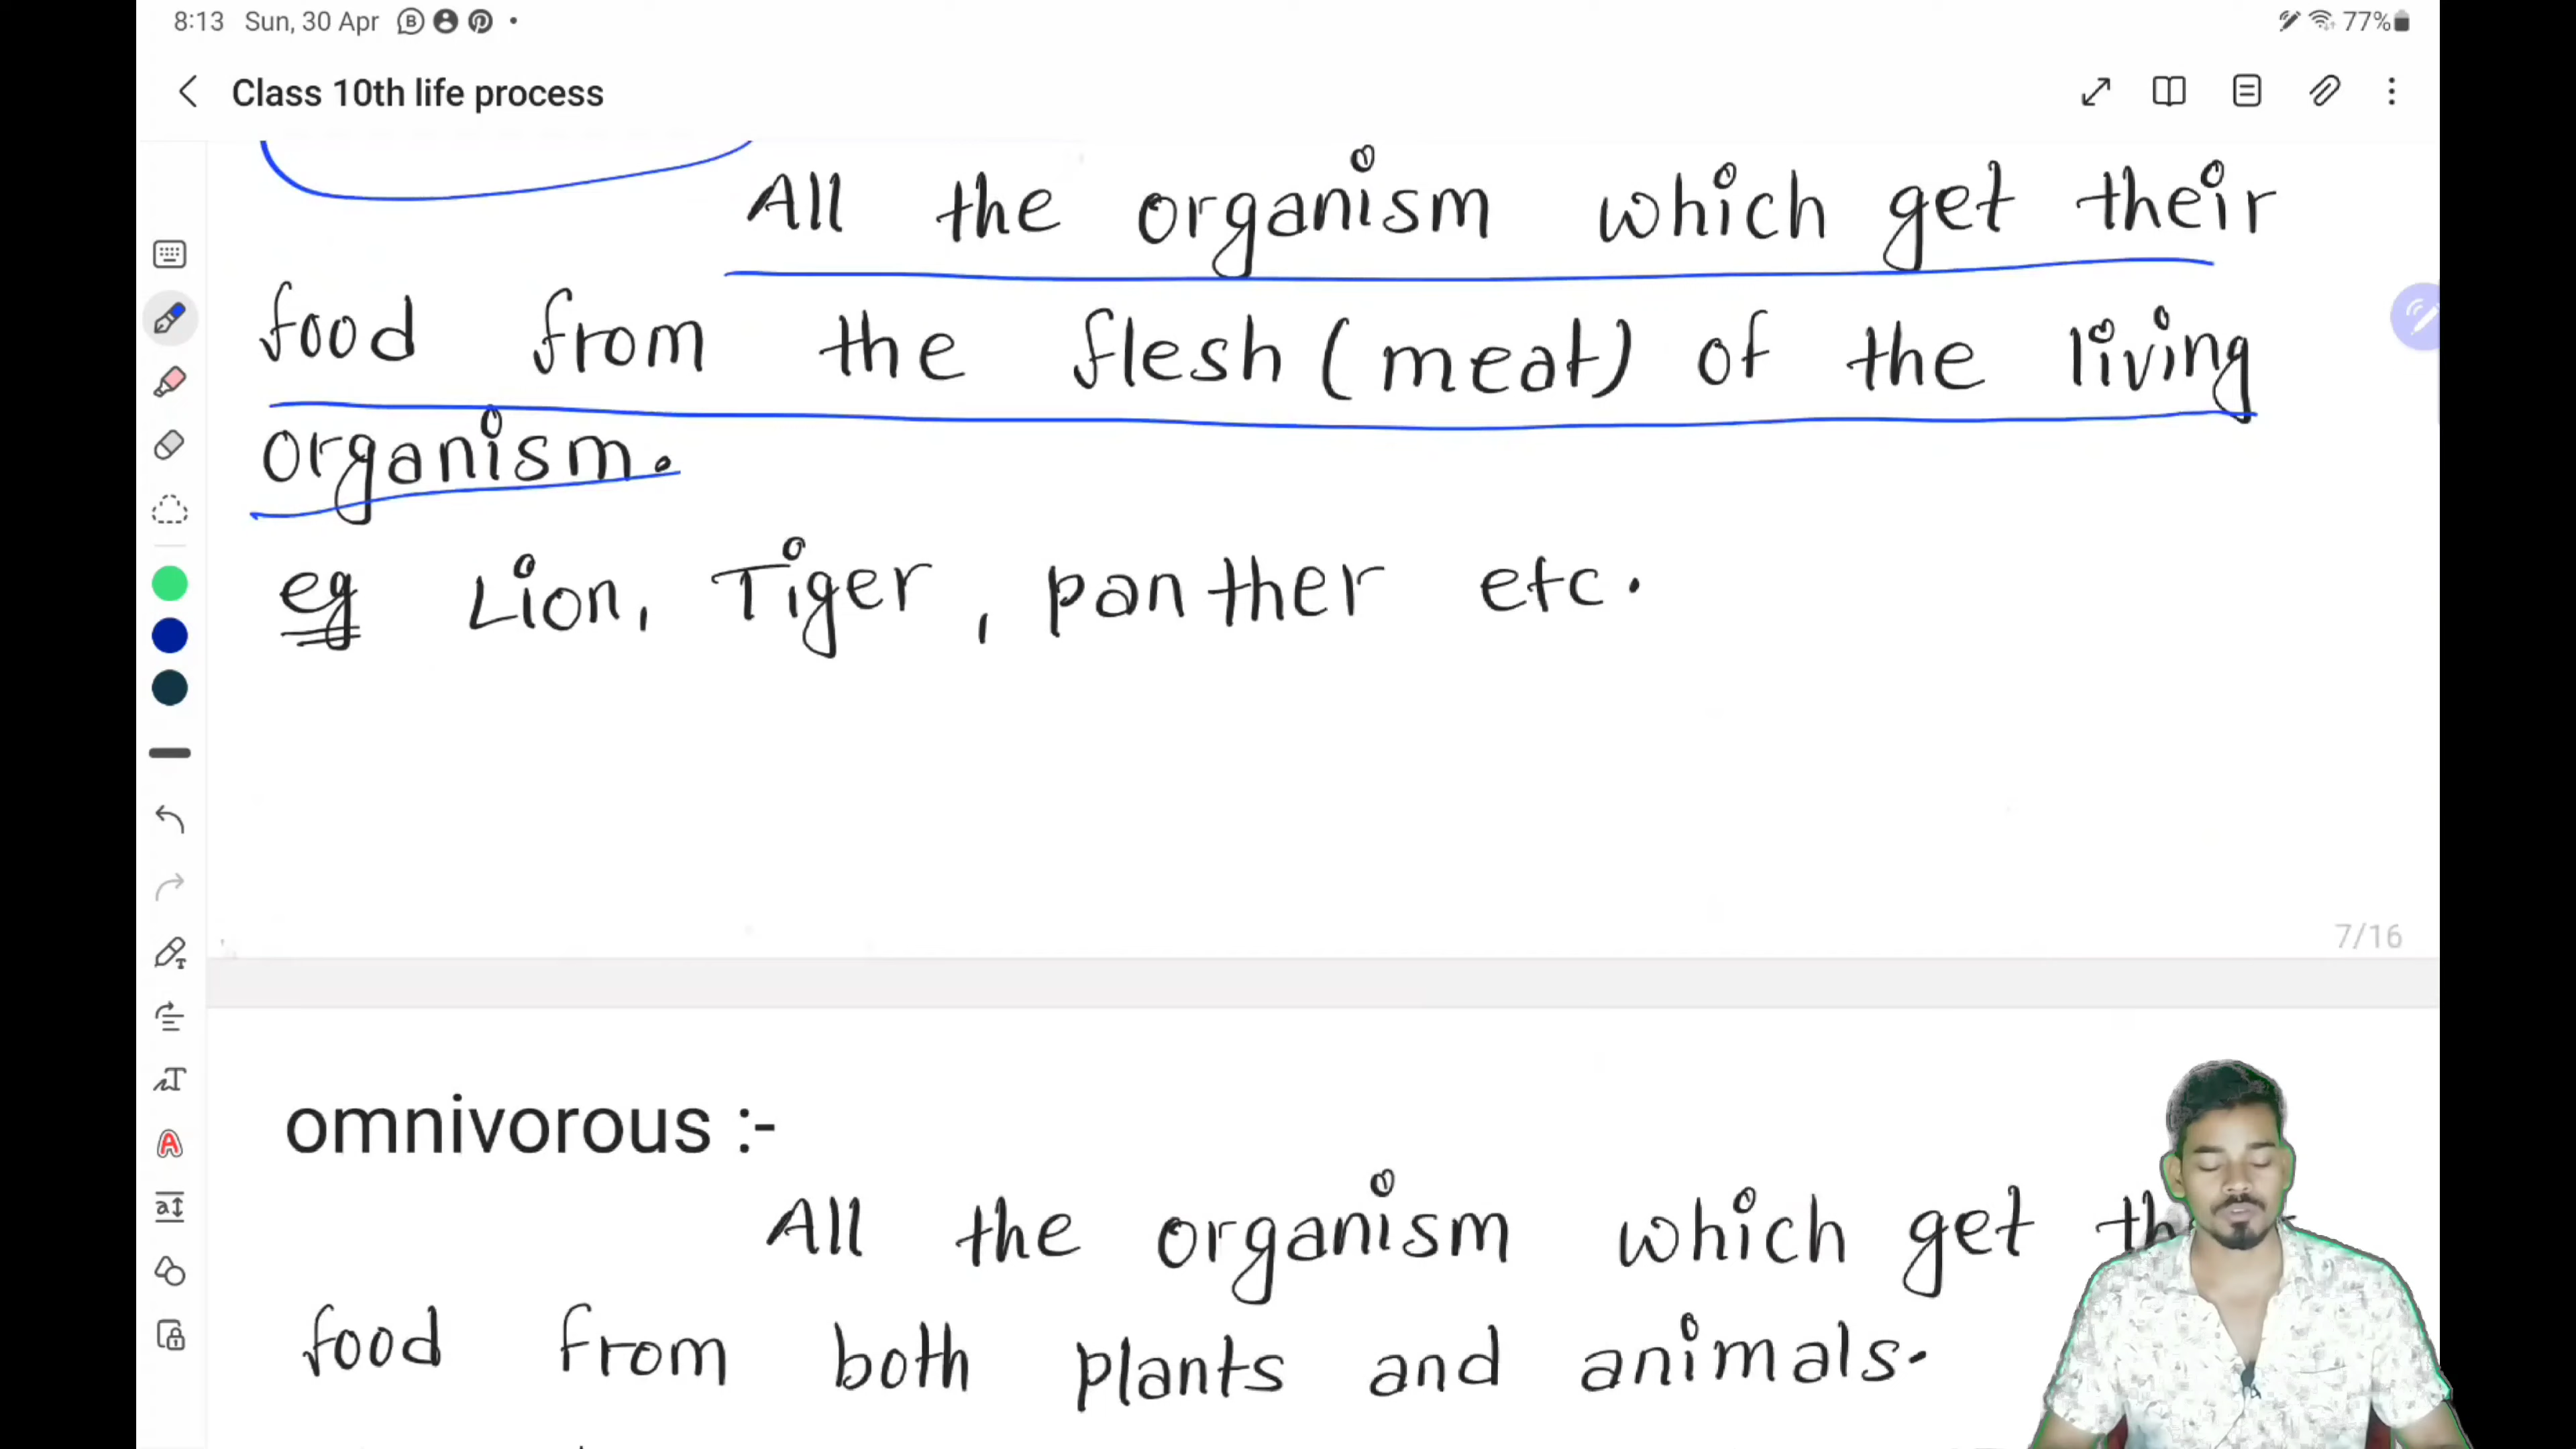 8:13 Sun, 30 Apr
77%
Class 10th life process
All the organism which get their
food from the flesh (meat) of the living
organism.
eg Lion, Tiger, panther etc.
7/16
omnivorous :-
All the organism which get
food from both plants and animals.